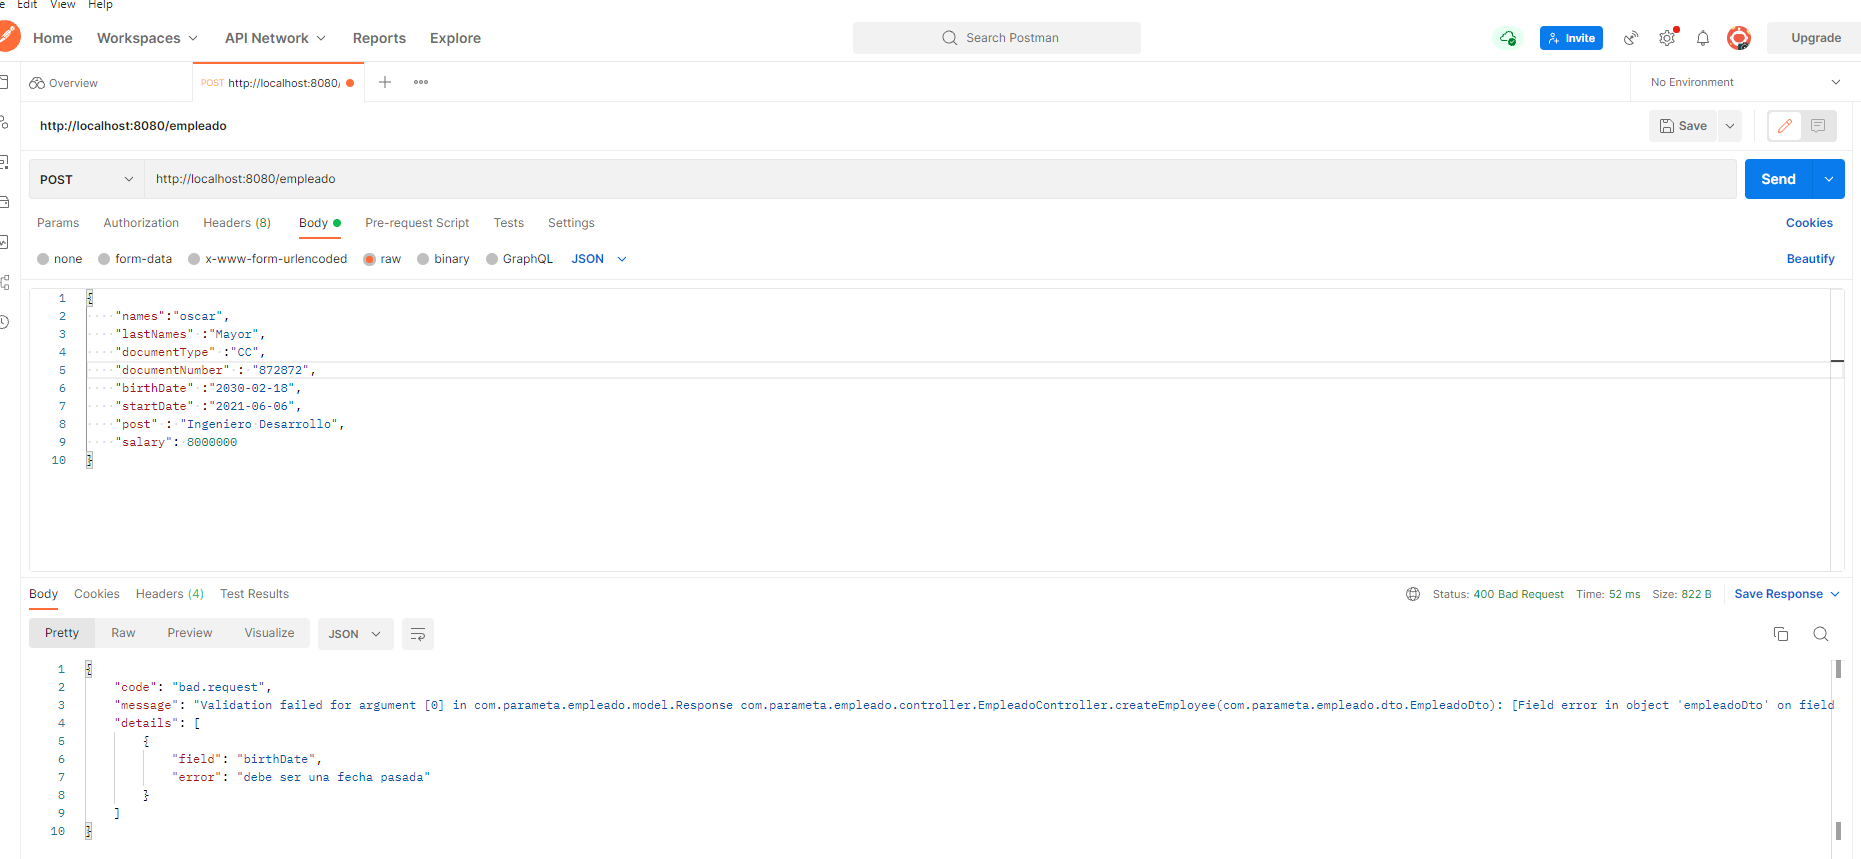 e Edit View Help
Home Workspaces API Network Reports Explore Search Postman Invite Upgrade
Overview POST http://localhost:8080/ No Environment
http://localhost:8080/empleado Save
POST http://localhost:8080/empleado Send
Params Authorization Headers (8) Body Pre-request Script Tests Settings Cookies
none form-data x-www-form-urlencoded raw binary GraphQL JSON Beautify
1 {
2 "names":"oscar",
3 "lastNames" :"Mayor",
4 "documentType" :"CC",
5 "documentNumber" : "872872",
6 "birthDate" :"2030-02-18",
7 "startDate" :"2021-06-06",
8 "post" : "Ingeniero Desarrollo",
9 "salary": 8000000
10 }
Body Cookies Headers (4) Test Results Status: 400 Bad Request Time: 52 ms Size: 822 B Save Response
Pretty Raw Preview Visualize JSON
1 {
2 "code": "bad.request",
3 "message": "Validation failed for argument [0] in com.parameta.empleado.model.Response com.parameta.empleado.controller.EmpleadoController.createEmployee(com.parameta.empleado.dto.EmpleadoDto): [Field error in object 'empleadoDto' on field
4 "details": [
5 {
6 "field": "birthDate",
7 "error": "debe ser una fecha pasada"
8 }
9 ]
10 }